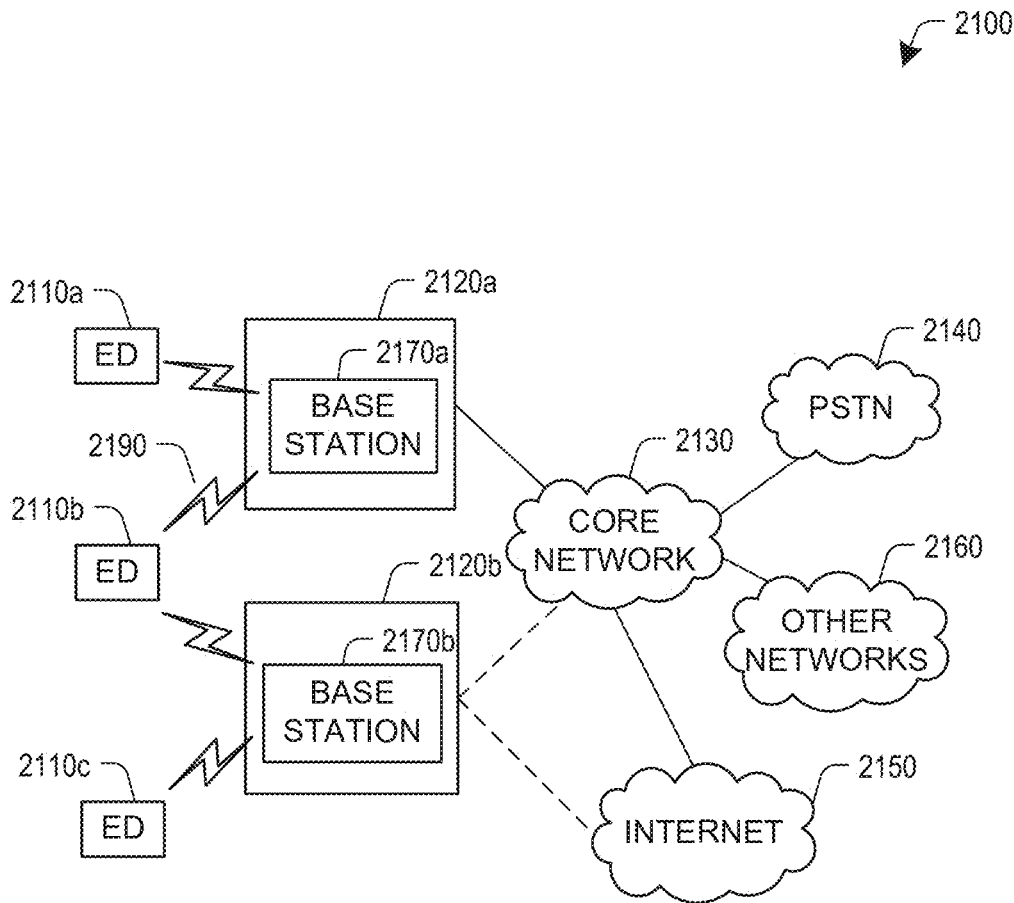 2100
2110a
ED
2120a
2170a
BASE
STATION
2140
PSTN
2190
2130
CORE
NETWORK
2110b
ED
2120b
2160
OTHER
NETWORKS
2170b
BASE
STATION
2110c
ED
2150
INTERNET